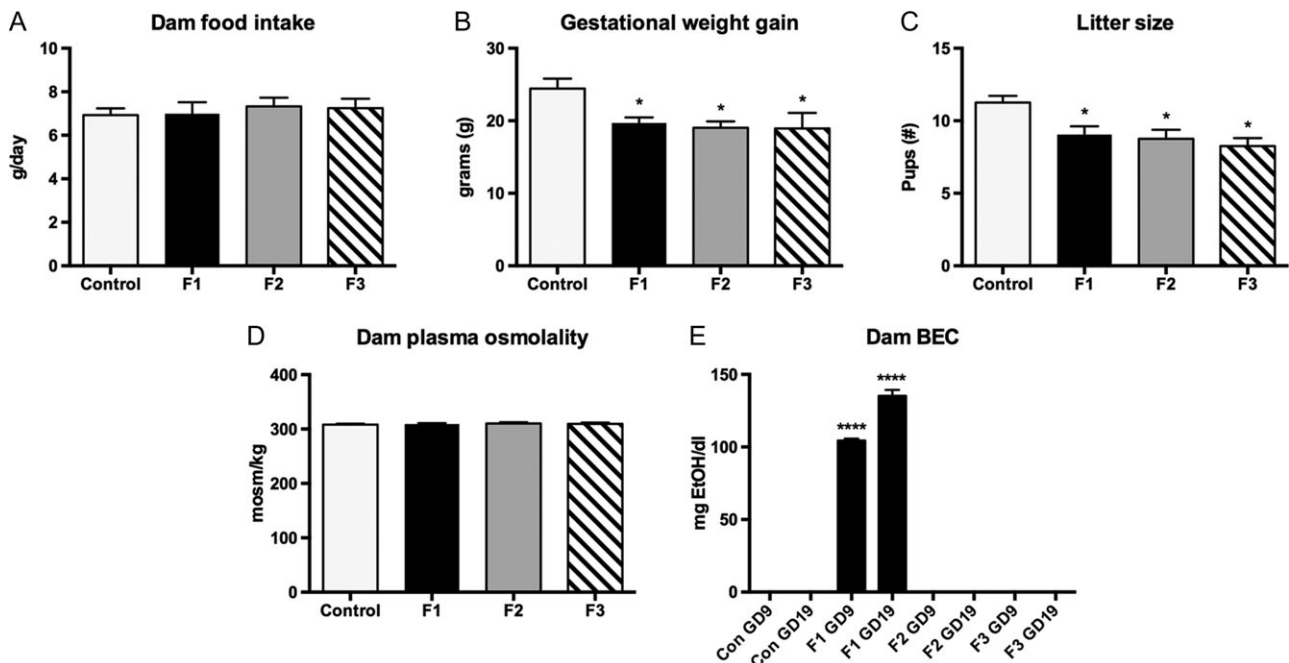 A
Dam food intake
g/day
10
8
6
4
2
0
Control F1 F2 F3
B
Gestational weight gain
grams (g)
30
20
10
0
* * *
Control F1 F2 F3
C
Litter size
Pups (#)
15
10
5
0
* * *
Control F1 F2 F3
D
Dam plasma osmolality
mosm/kg
400
300
200
100
0
Control F1 F2 F3
E
Dam BEC
mg EtOH/dl
150
100
50
0
**** ****
Con GD9 Con GD19 F1 GD9 F1 GD19 F2 GD9 F2 GD19 F3 GD9 F3 GD19